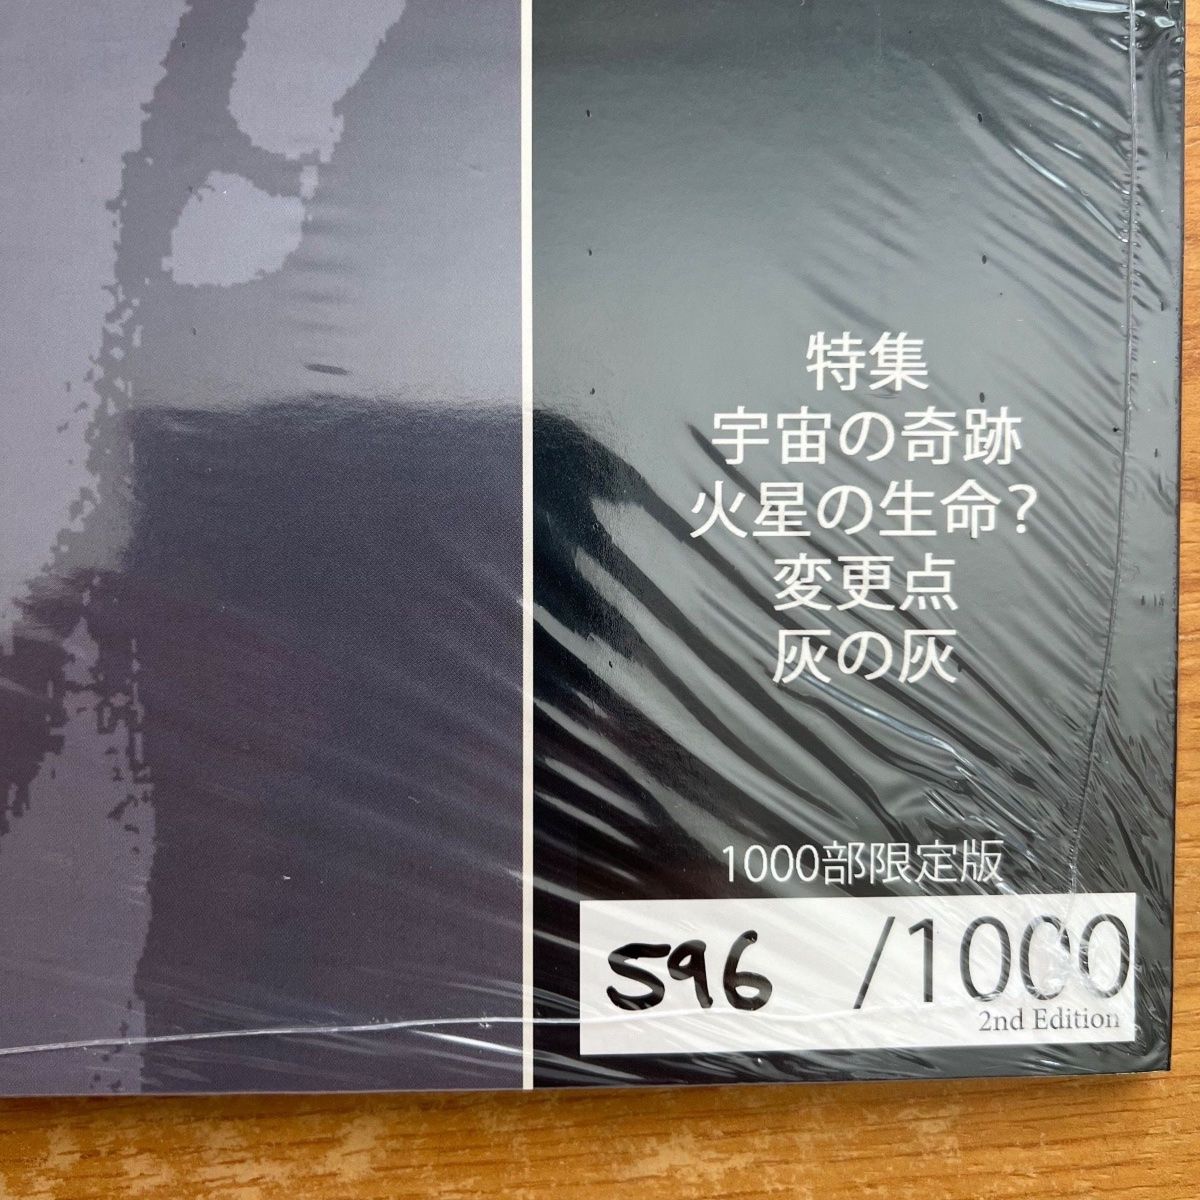 特集
宇宙の奇跡
火星の生命？
変更点
灰の灰
1000部限定版
596 /1000
2nd Edition